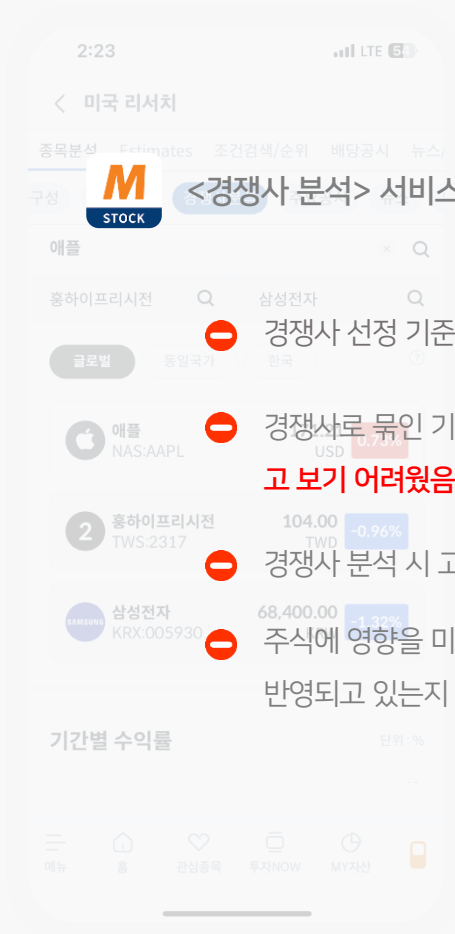 2:23 LTE 54
미국 리서치
종목분석 Estimates 조건검색/순위 배당공시 뉴스/
구성
M STOCK
<경쟁사 분석> 서비스
애플
홍하이프리시전 삼성전자
경쟁사 선정 기준
글로벌 동일국가 한국
경쟁사로 묶인 기
애플 171.21 0.73%
NAS:AAPL USD
고 보기 어려웠음
2 홍하이프리시전 104.00 -0.96%
TWS:2317 TWD
경쟁사 분석 시 고
SAMSUNG 삼성전자 68,400.00 -1.32%
KRX:005930
주식에 영향을 미
반영되고 있는지
기간별 수익률 단위: %
메뉴 홈 관심종목 투자NOW MY자산